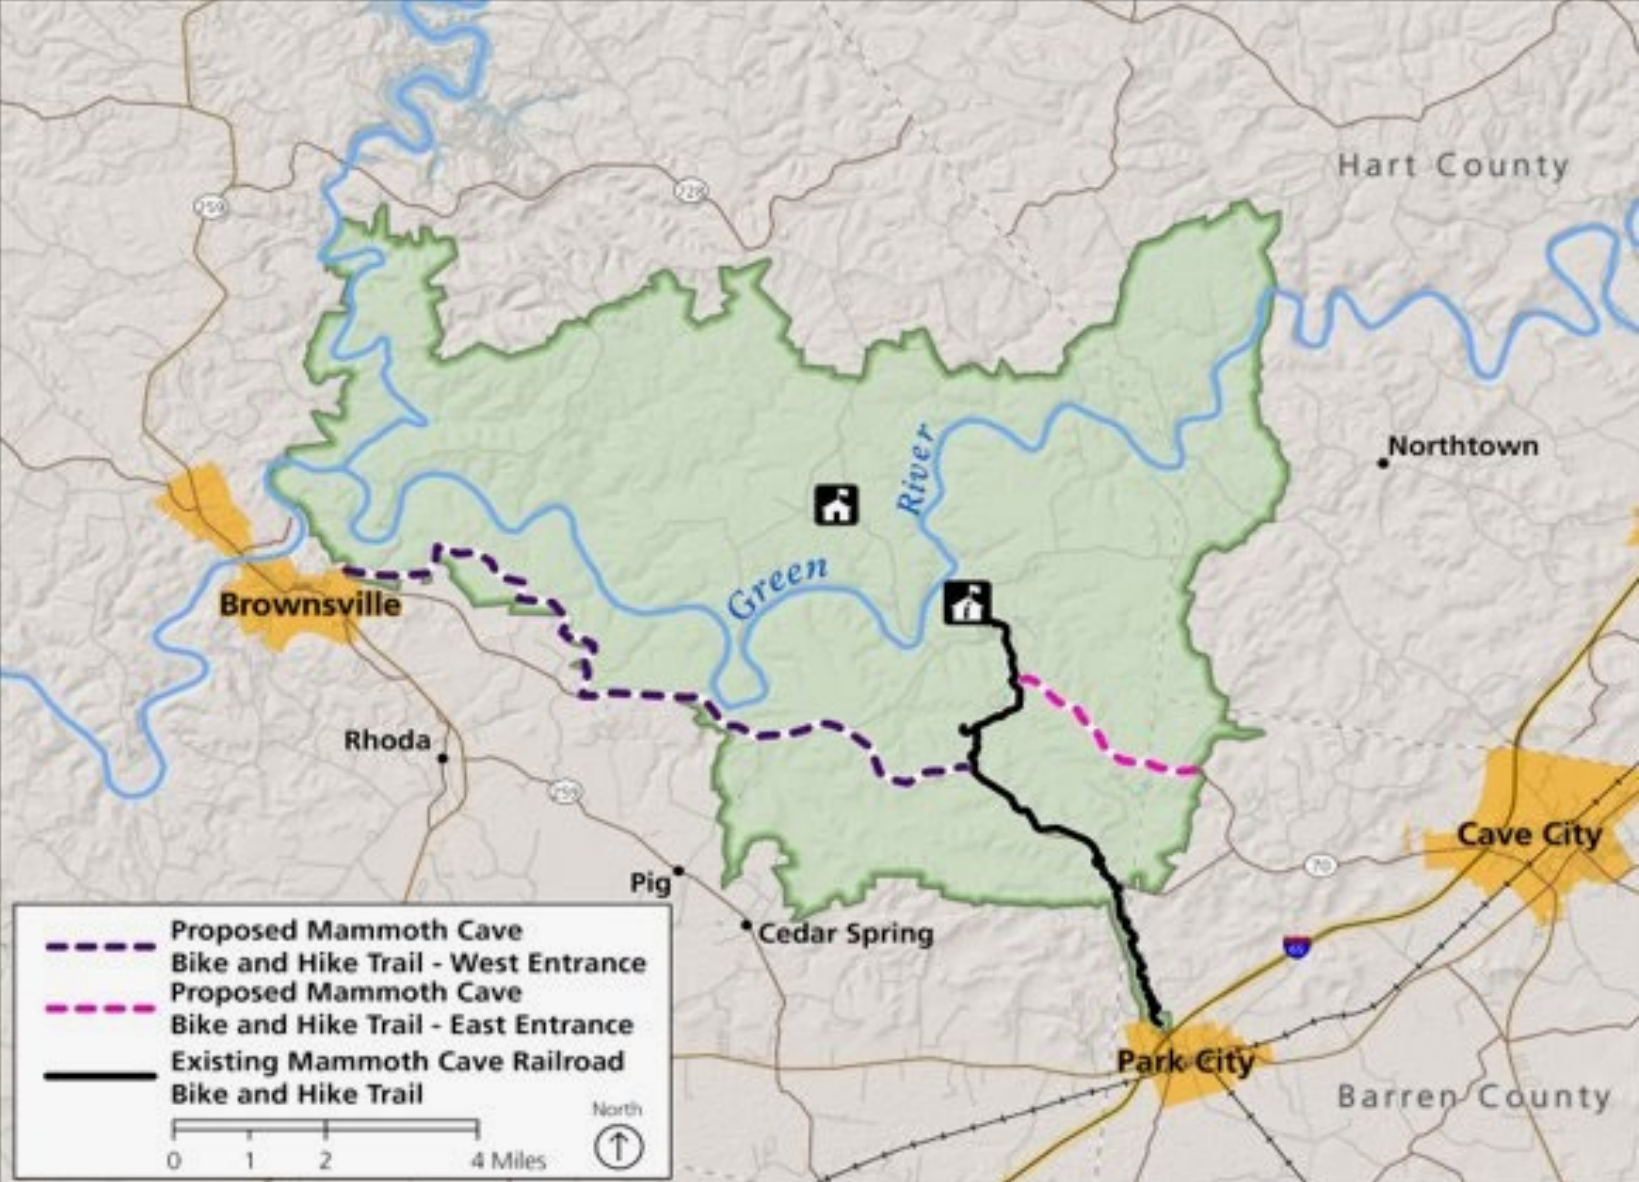 Hart County
259
228
Northtown
River
Green
Brownsville
Rhoda
259
Cave City
70
Pig
Cedar Spring
65
Park City
Barren County
Proposed Mammoth Cave
Bike and Hike Trail - West Entrance
Proposed Mammoth Cave
Bike and Hike Trail - East Entrance
Existing Mammoth Cave Railroad
Bike and Hike Trail
North
0 1 2 4 Miles